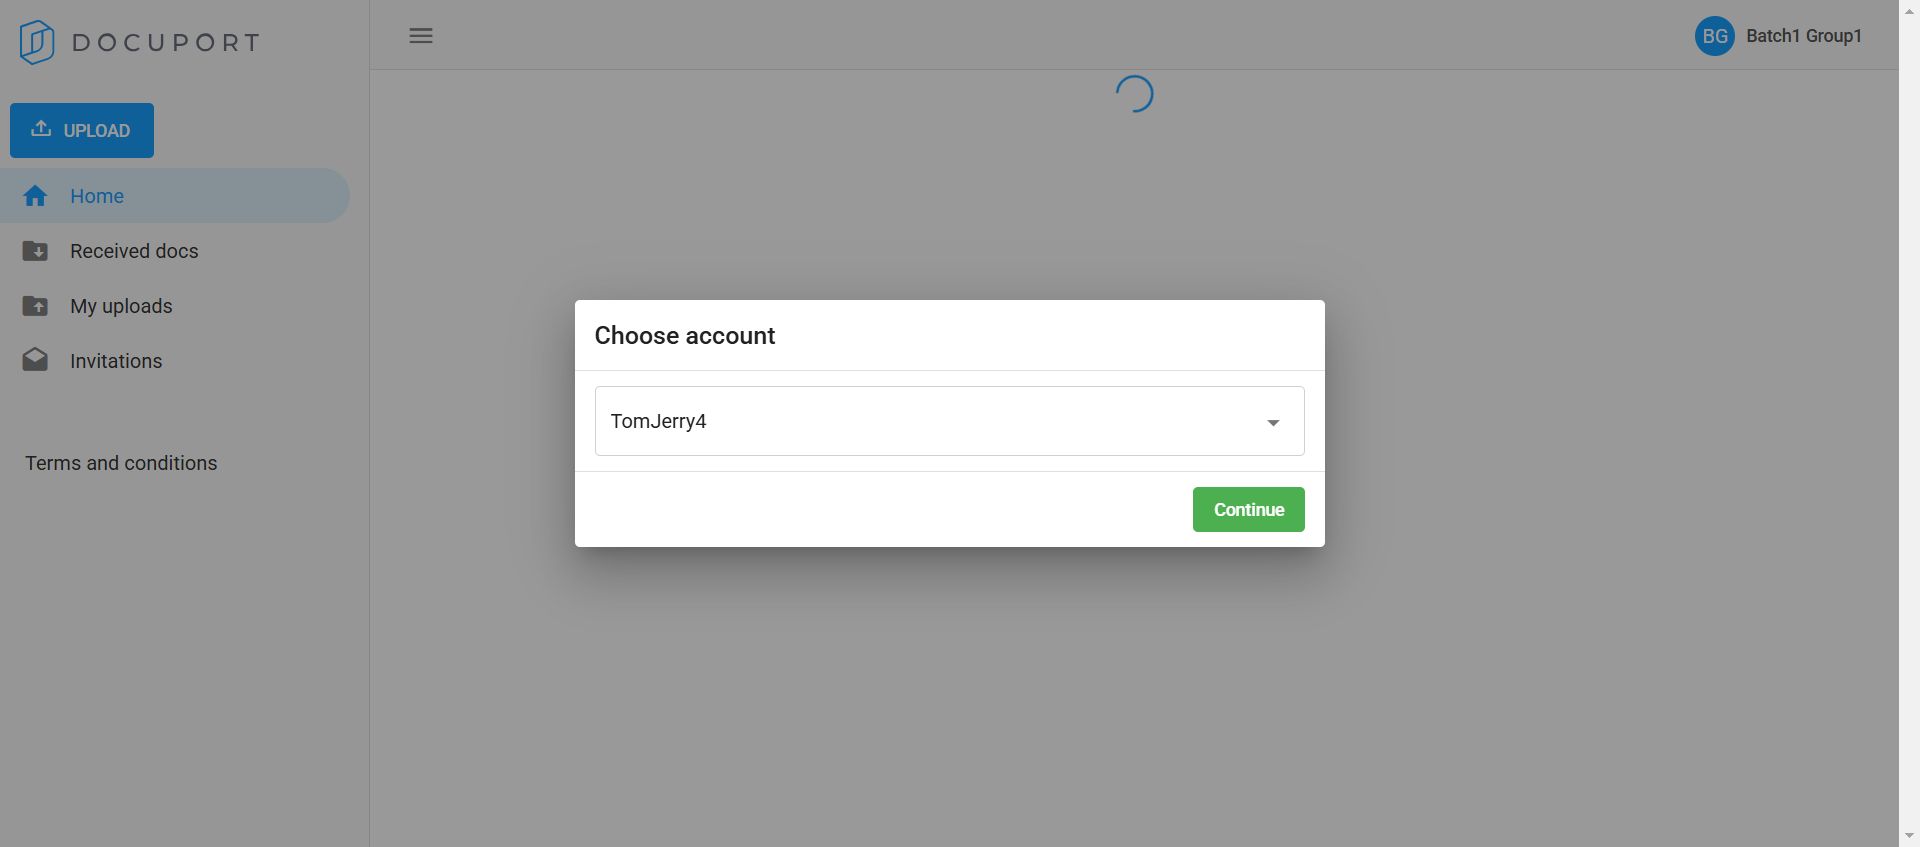 DOCUPORT
BG Batch1 Group1
UPLOAD
Home
Received docs
My uploads
Invitations
Terms and conditions
Choose account
TomJerry4
Continue